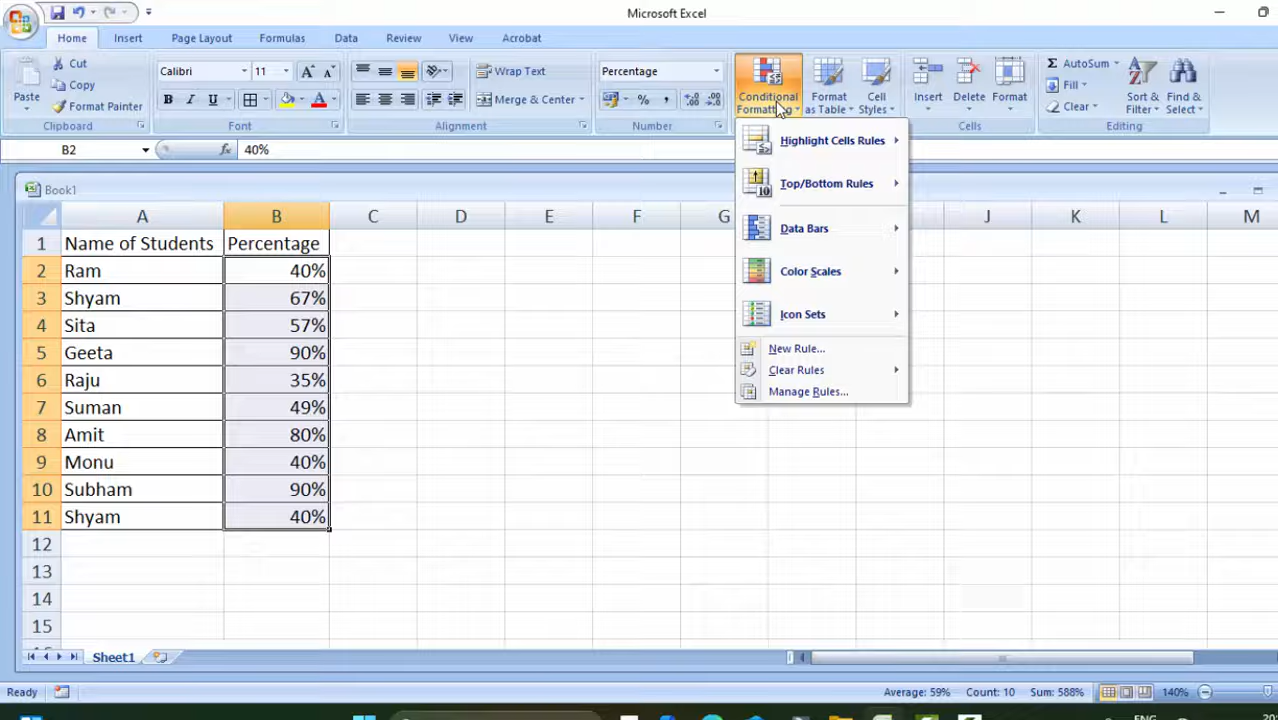 Microsoft Excel
Home Insert Page Layout Formulas Data Review View Acrobat
Paste
Cut
Copy
Format Painter
Clipboard
Calibri 11
B I U
Font
Wrap Text
Merge & Center
Alignment
Percentage
%
Number
Conditional Formatting
Format as Table
Cell Styles
Insert
Delete
Format
Cells
AutoSum
Fill
Clear
Sort & Filter
Find & Select
Editing
B2 fx 40%
Highlight Cells Rules
Top/Bottom Rules
Data Bars
Color Scales
Icon Sets
New Rule...
Clear Rules
Manage Rules...
Book1
A B C D E F G J K L M
1 Name of Students Percentage
2 Ram 40%
3 Shyam 67%
4 Sita 57%
5 Geeta 90%
6 Raju 35%
7 Suman 49%
8 Amit 80%
9 Monu 40%
10 Subham 90%
11 Shyam 40%
12
13
14
15
Sheet1
Ready Average: 59% Count: 10 Sum: 588% 140%